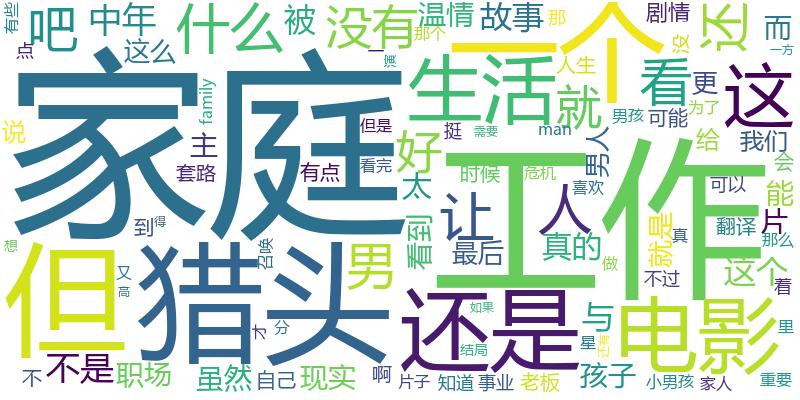 有些
吧
中年
什么
被
没有
温情
那个
故事
那
一个
剧情
没
还
而
点
这么
family
一
演
生活
就
人生
看
更
这
一方
家庭
说
主
套路
有点
但是
看完
好
挺
需要
man
男人
男孩
为了
可能
给
我们
会
工作
时候
危机
喜欢
可以
能
太
看到
让
人
真的
就是
真
翻译
片
那么
到
得
最后
做
不过
这个
着
想
但
猎头
又
高
召唤
男
还是
如果
与
星
电影
里
才
分
结局
还有
不
不是
职场
虽然
自己
现实
啊
片子
知道
事业
老板
孩子
小男孩
家人
重要